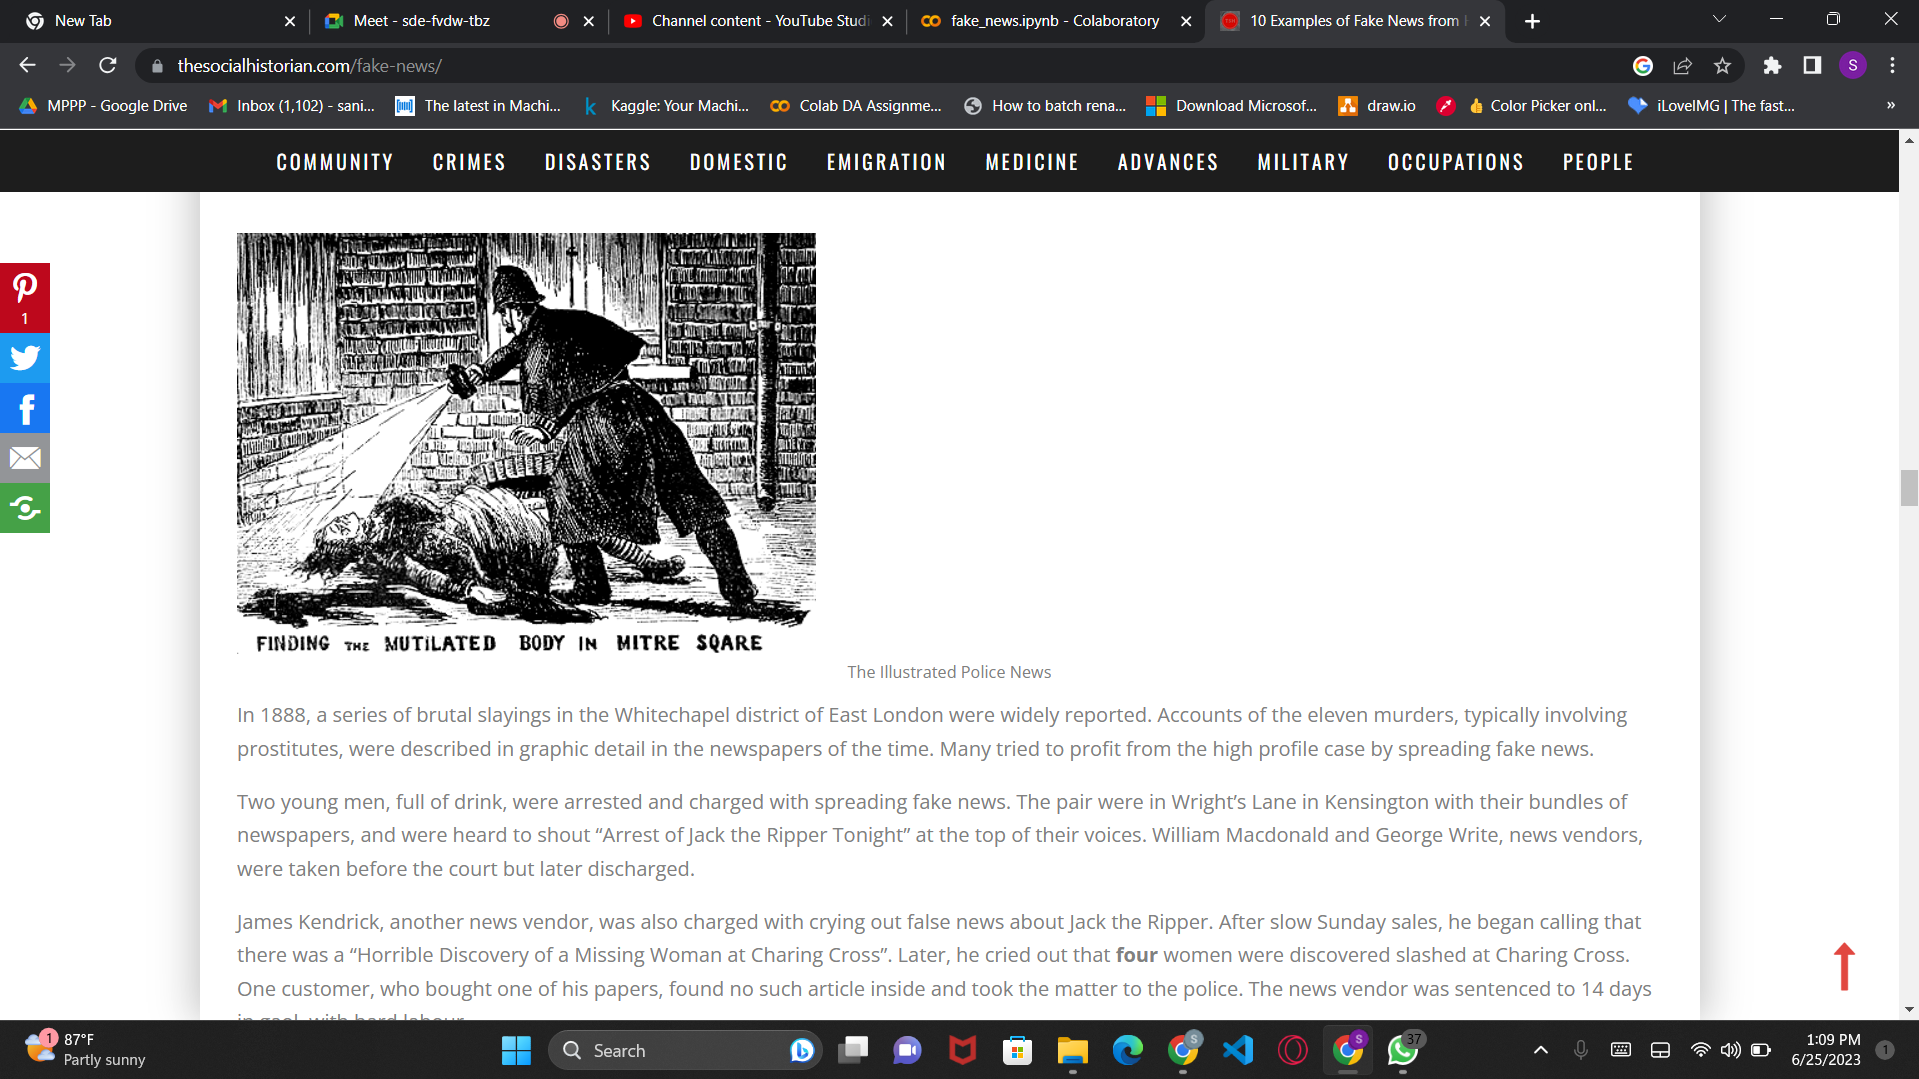 New Tab
Meet - sde-fvdw-tbz
Channel content - YouTube Studi
fake_news.ipynb - Colaboratory
10 Examples of Fake News from
thesocialhistorian.com/fake-news/
S
MPPP - Google Drive
Inbox (1,102) - sani...
The latest in Machi...
Kaggle: Your Machi...
Colab DA Assignme...
How to batch rena...
Download Microsof...
draw.io
Color Picker onl...
iLoveIMG | The fast...
COMMUNITY CRIMES DISASTERS DOMESTIC EMIGRATION MEDICINE ADVANCES MILITARY OCCUPATIONS PEOPLE
1
FINDING THE MUTILATED BODY IN MITRE SQARE
The Illustrated Police News
In 1888, a series of brutal slayings in the Whitechapel district of East London were widely reported. Accounts of the eleven murders, typically involving
prostitutes, were described in graphic detail in the newspapers of the time. Many tried to profit from the high profile case by spreading fake news.
Two young men, full of drink, were arrested and charged with spreading fake news. The pair were in Wright’s Lane in Kensington with their bundles of
newspapers, and were heard to shout “Arrest of Jack the Ripper Tonight” at the top of their voices. William Macdonald and George Write, news vendors,
were taken before the court but later discharged.
James Kendrick, another news vendor, was also charged with crying out false news about Jack the Ripper. After slow Sunday sales, he began calling that
there was a “Horrible Discovery of a Missing Woman at Charing Cross”. Later, he cried out that four women were discovered slashed at Charing Cross.
One customer, who bought one of his papers, found no such article inside and took the matter to the police. The news vendor was sentenced to 14 days
in gaol, with hard labour.
1
87°F
Partly sunny
Search
S
S
37
1:09 PM
6/25/2023
1